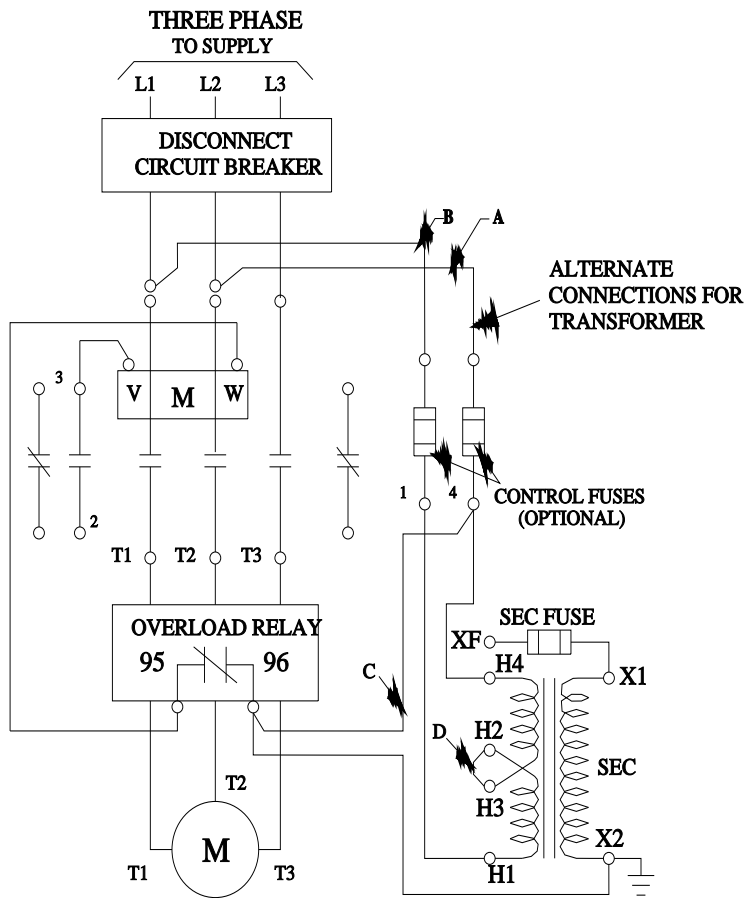 THREE PHASE
TO SUPPLY
L1 L2 L3
DISCONNECT
CIRCUIT BREAKER
B A
ALTERNATE
CONNECTIONS FOR
TRANSFORMER
3
V M W
2
1 4
CONTROL FUSES
(OPTIONAL)
T1 T2 T3
OVERLOAD RELAY
95 96
SEC FUSE
XF
H4 X1
C
D
H2
H3
SEC
X2
H1
T2
M
T1 T3